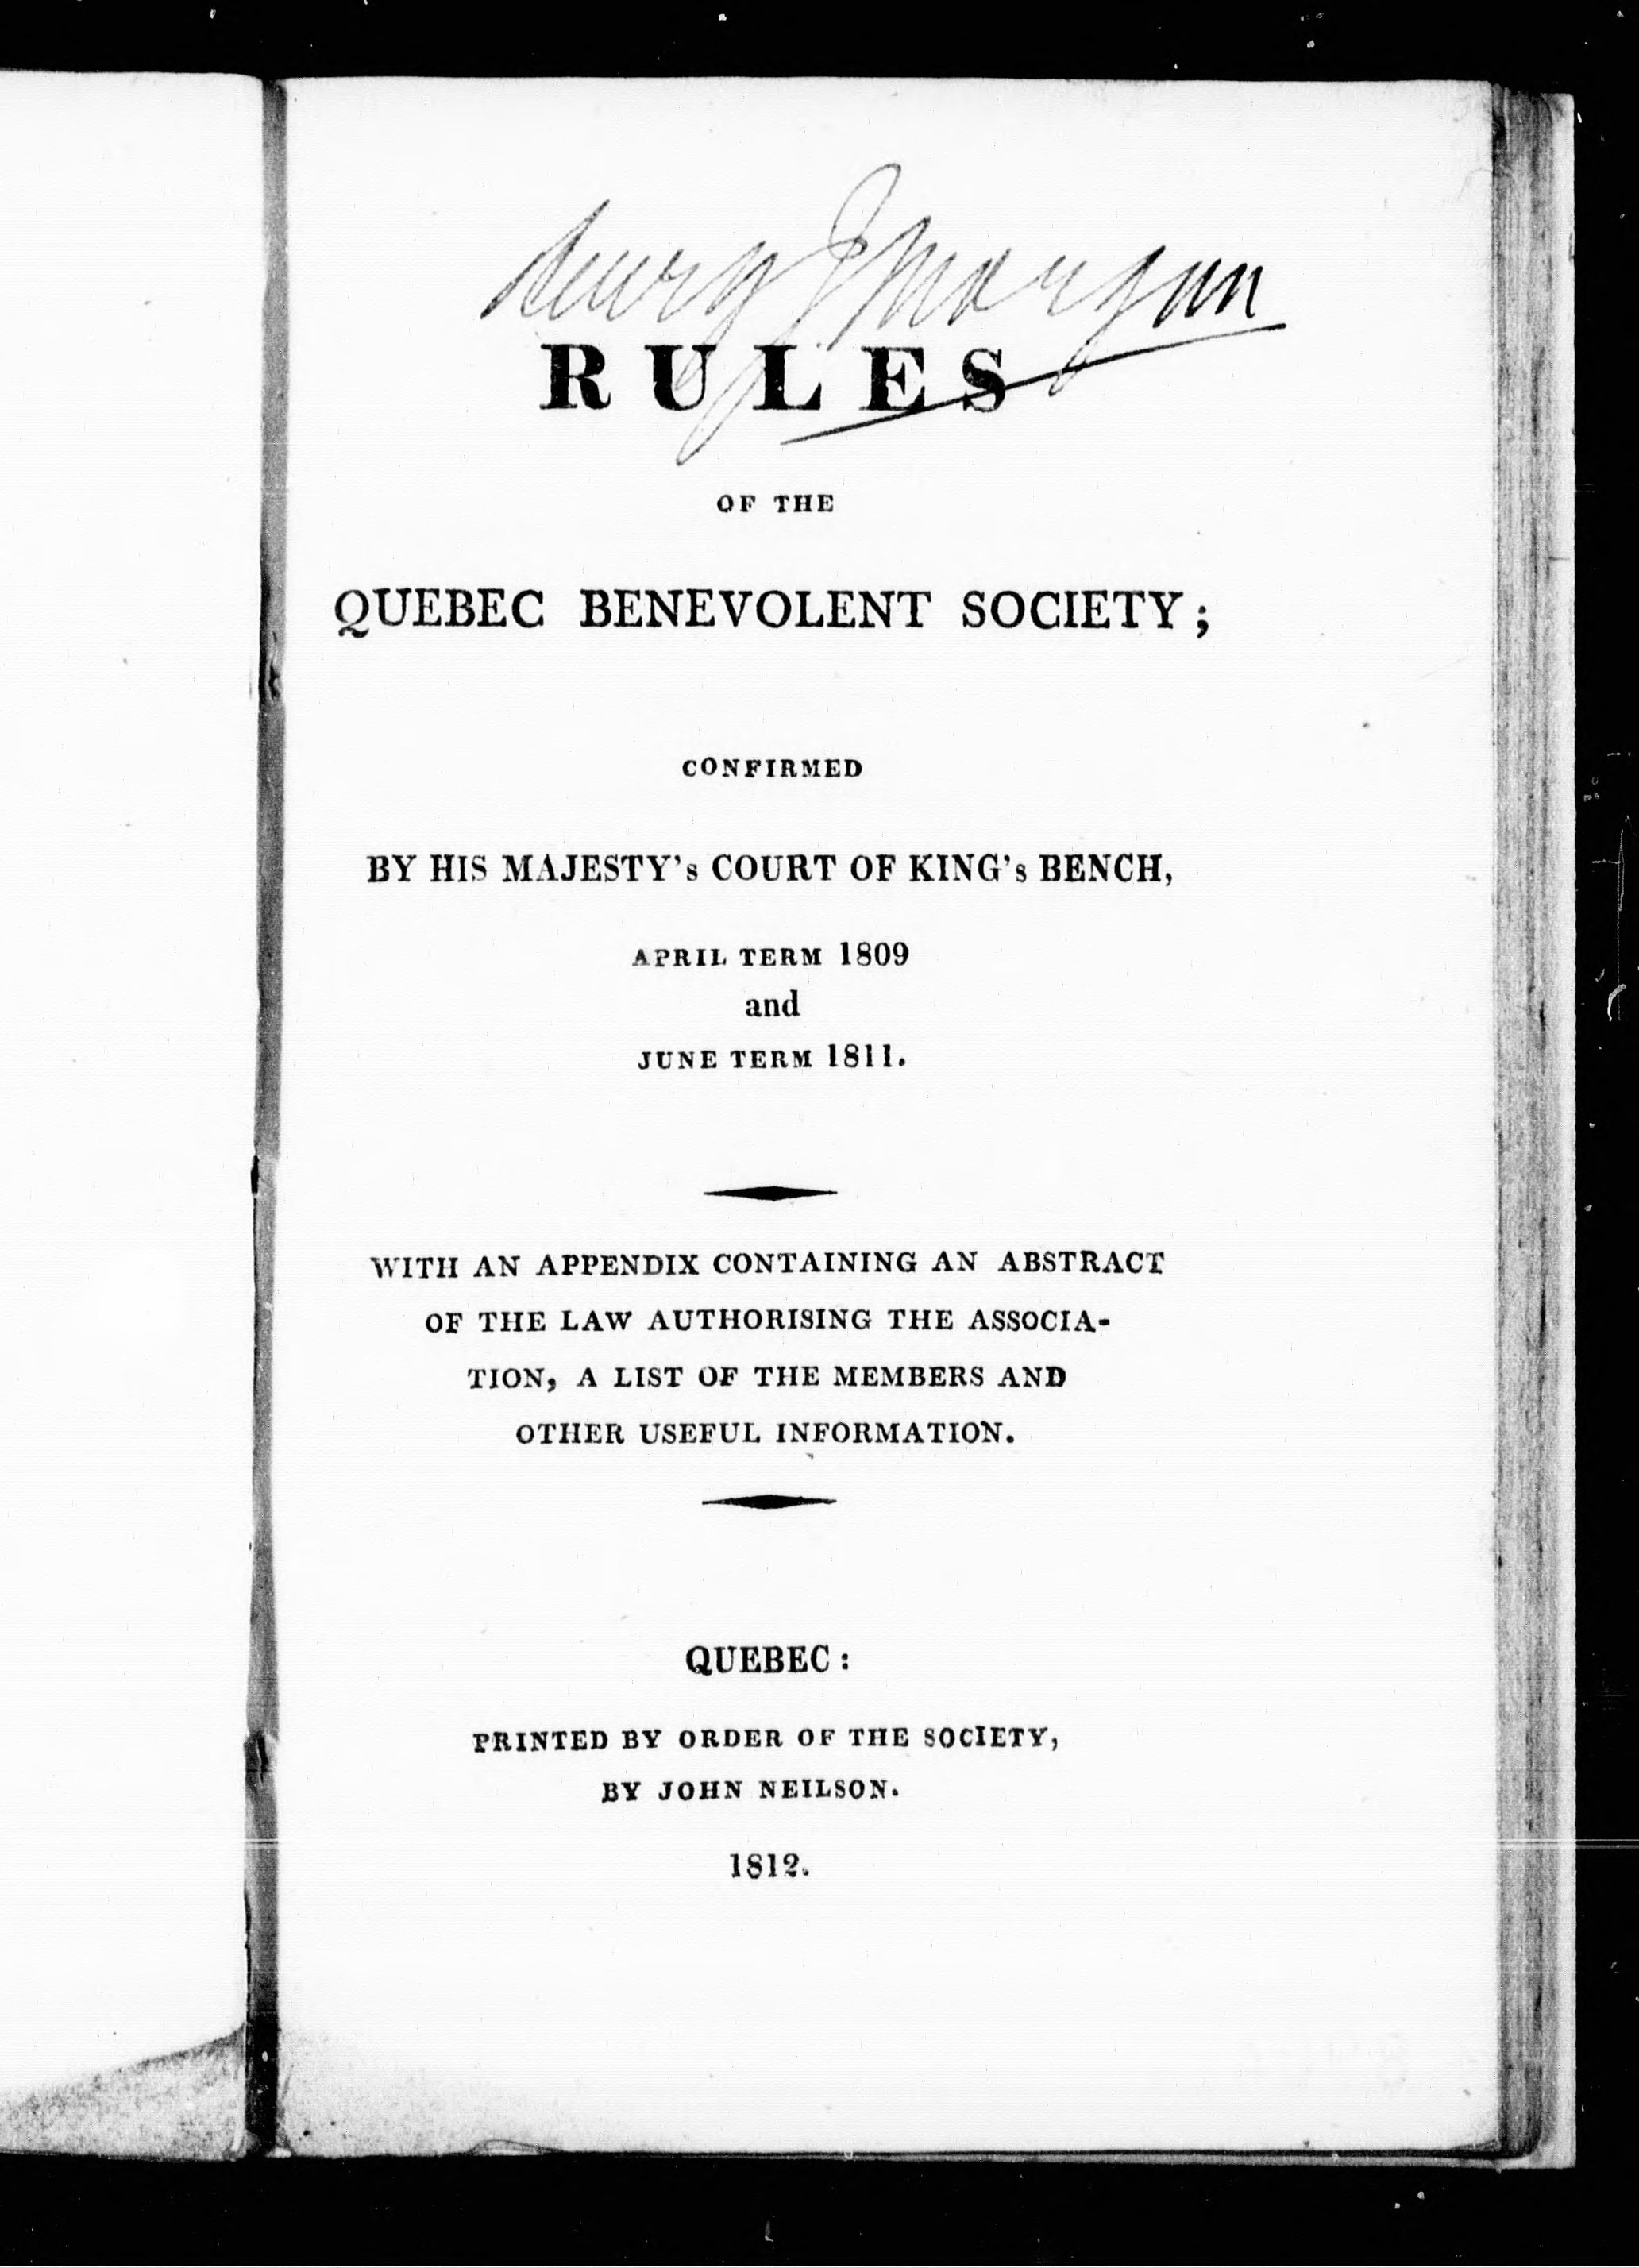 Henry J Morgan
RULES
OF THE
QUEBEC BENEVOLENT SOCIETY;
CONFIRMED
BY HIS MAJESTY's COURT OF KING's BENCH,
APRIL TERM 1809
and
JUNE TERM 1811.
WITH AN APPENDIX CONTAINING AN ABSTRACT
OF THE LAW AUTHORISING THE ASSOCIA-
TION, A LIST OF THE MEMBERS AND
OTHER USEFUL INFORMATION.
QUEBEC:
PRINTED BY ORDER OF THE SOCIETY,
BY JOHN NEILSON.
1812.